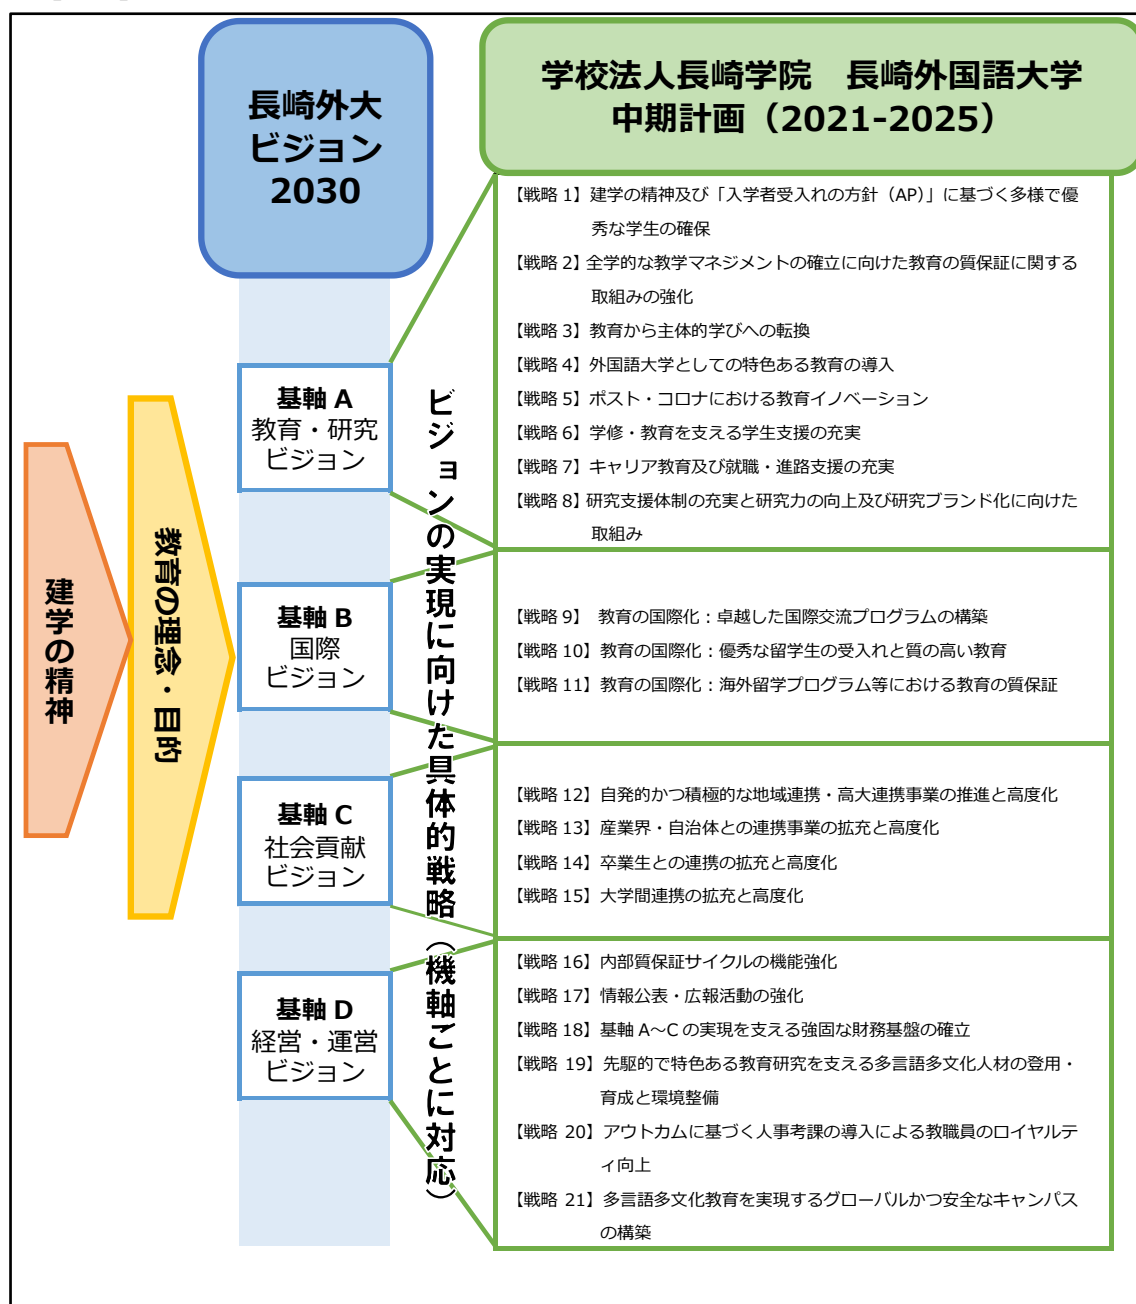 長崎外大
ビジョン
2030
学校法人長崎学院　長崎外国語大学
中期計画（2021-2025）
建学の精神
教育の理念・目的
基軸 A
教育・研究
ビジョン
基軸 B
国際
ビジョン
基軸 C
社会貢献
ビジョン
基軸 D
経営・運営
ビジョン
ビジョンの実現に向けた具体的戦略（機軸ごとに対応）
【戦略 1】建学の精神及び「入学者受入れの方針（AP）」に基づく多様で優
秀な学生の確保
【戦略 2】全学的な教学マネジメントの確立に向けた教育の質保証に関する
取組みの強化
【戦略 3】教育から主体的学びへの転換
【戦略 4】外国語大学としての特色ある教育の導入
【戦略 5】ポスト・コロナにおける教育イノベーション
【戦略 6】学修・教育を支える学生支援の充実
【戦略 7】キャリア教育及び就職・進路支援の充実
【戦略 8】研究支援体制の充実と研究力の向上及び研究ブランド化に向けた
取組み
【戦略 9】 教育の国際化：卓越した国際交流プログラムの構築
【戦略 10】教育の国際化：優秀な留学生の受入れと質の高い教育
【戦略 11】教育の国際化：海外留学プログラム等における教育の質保証
【戦略 12】自発的かつ積極的な地域連携・高大連携事業の推進と高度化
【戦略 13】産業界・自治体との連携事業の拡充と高度化
【戦略 14】卒業生との連携の拡充と高度化
【戦略 15】大学間連携の拡充と高度化
【戦略 16】内部質保証サイクルの機能強化
【戦略 17】情報公表・広報活動の強化
【戦略 18】基軸 A～C の実現を支える強固な財務基盤の確立
【戦略 19】先駆的で特色ある教育研究を支える多言語多文化人材の登用・
育成と環境整備
【戦略 20】アウトカムに基づく人事考課の導入による教職員のロイヤルテ
ィ向上
【戦略 21】多言語多文化教育を実現するグローバルかつ安全なキャンパス
の構築